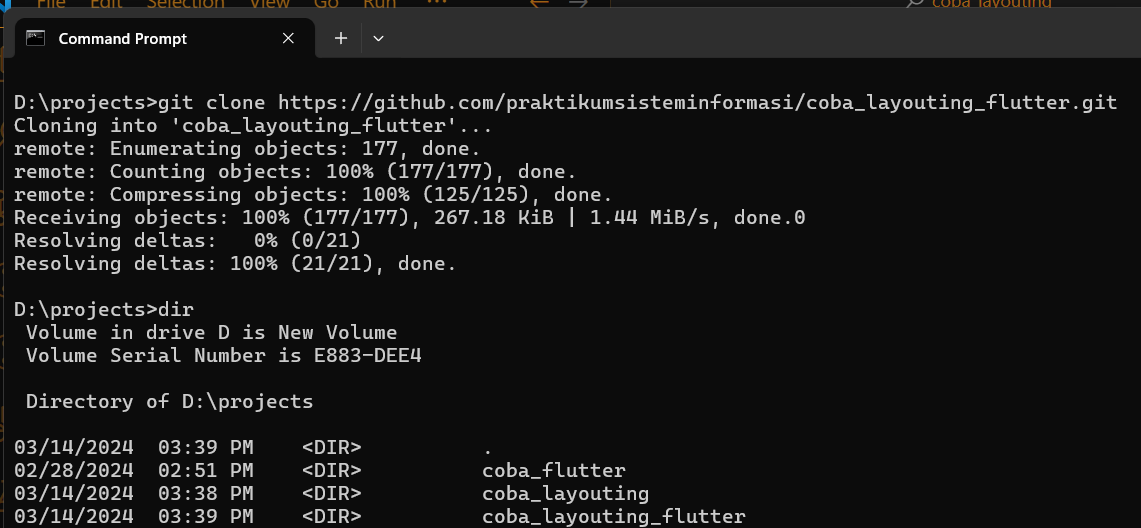 File Edit Selection View Go Run ... coba_layouting
Command Prompt
D:\projects>git clone https://github.com/praktikumsisteminformasi/coba_layouting_flutter.git
Cloning into 'coba_layouting_flutter'...
remote: Enumerating objects: 177, done.
remote: Counting objects: 100% (177/177), done.
remote: Compressing objects: 100% (125/125), done.
Receiving objects: 100% (177/177), 267.18 KiB | 1.44 MiB/s, done.0
Resolving deltas:   0% (0/21)
Resolving deltas: 100% (21/21), done.
D:\projects>dir
Volume in drive D is New Volume
Volume Serial Number is E883-DEE4
Directory of D:\projects
03/14/2024  03:39 PM    <DIR>          .
02/28/2024  02:51 PM    <DIR>          coba_flutter
03/14/2024  03:38 PM    <DIR>          coba_layouting
03/14/2024  03:39 PM    <DIR>          coba_layouting_flutter